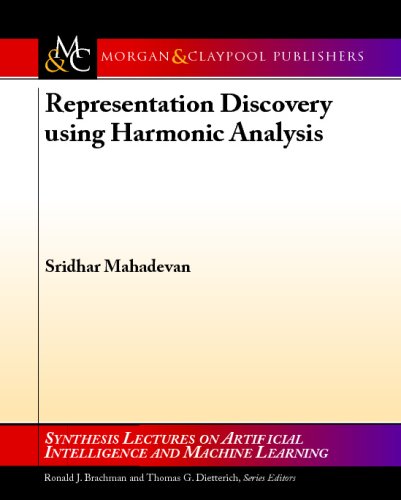 M
&C
MORGAN & CLAYPOOL PUBLISHERS
Representation Discovery
using Harmonic Analysis
Sridhar Mahadevan
SYNTHESIS LECTURES ON ARTIFICIAL
INTELLIGENCE AND MACHINE LEARNING
Ronald J. Brachman and Thomas G. Dietterich, Series Editors